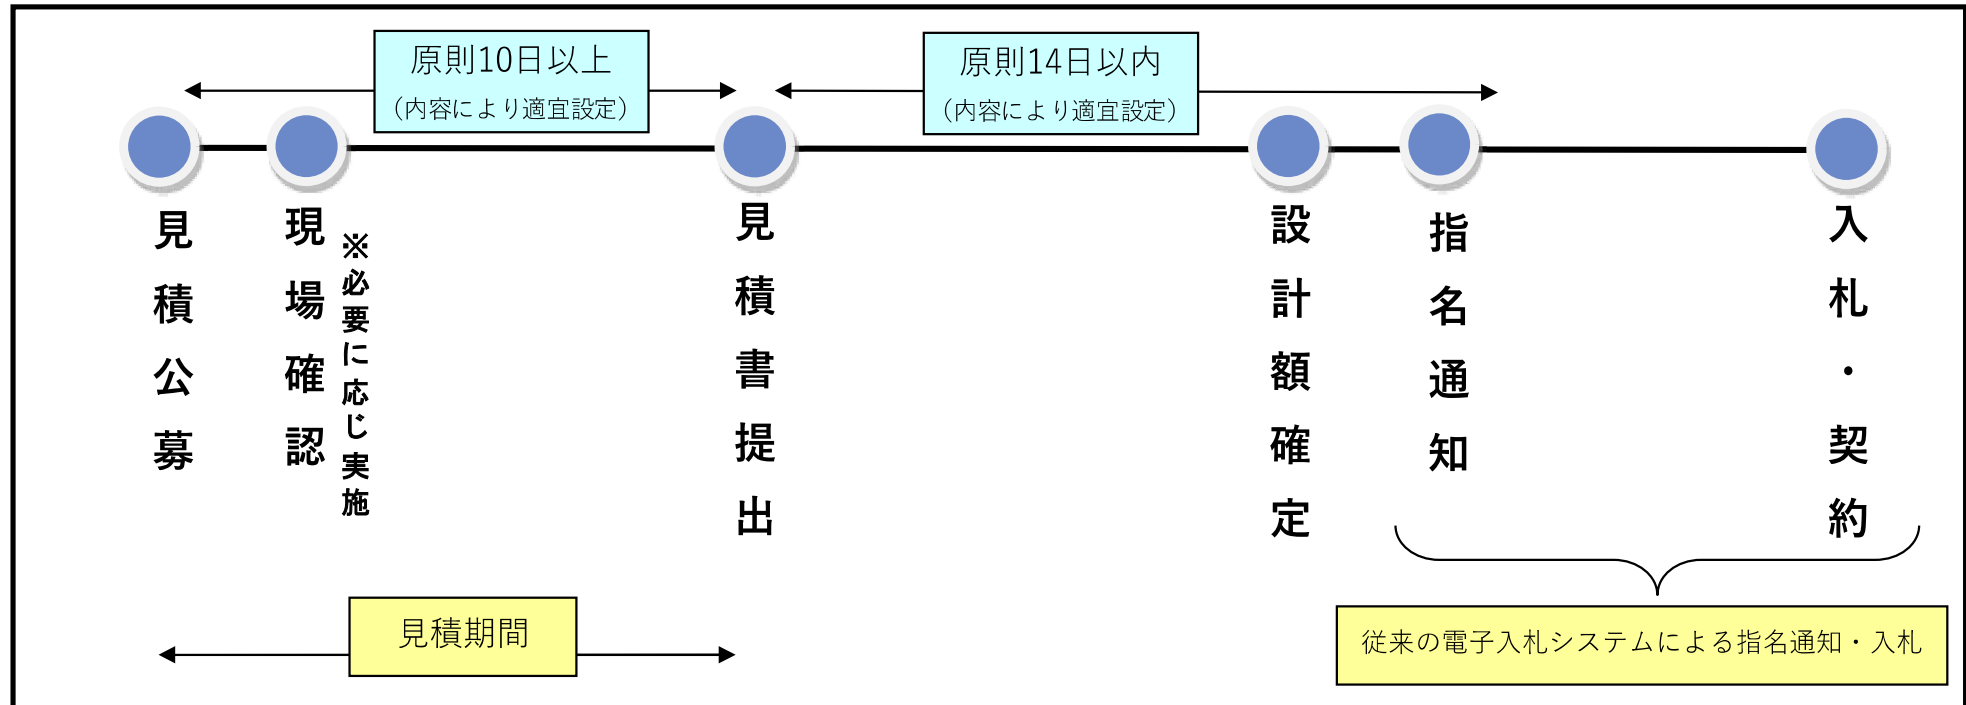 原則10日以上
（内容により適宜設定）
原則14日以内
（内容により適宜設定）
見積公募
現場確認
※必要に応じ実施
見積書提出
設計額確定
指名通知
入札・契約
見積期間
従来の電子入札システムによる指名通知・入札